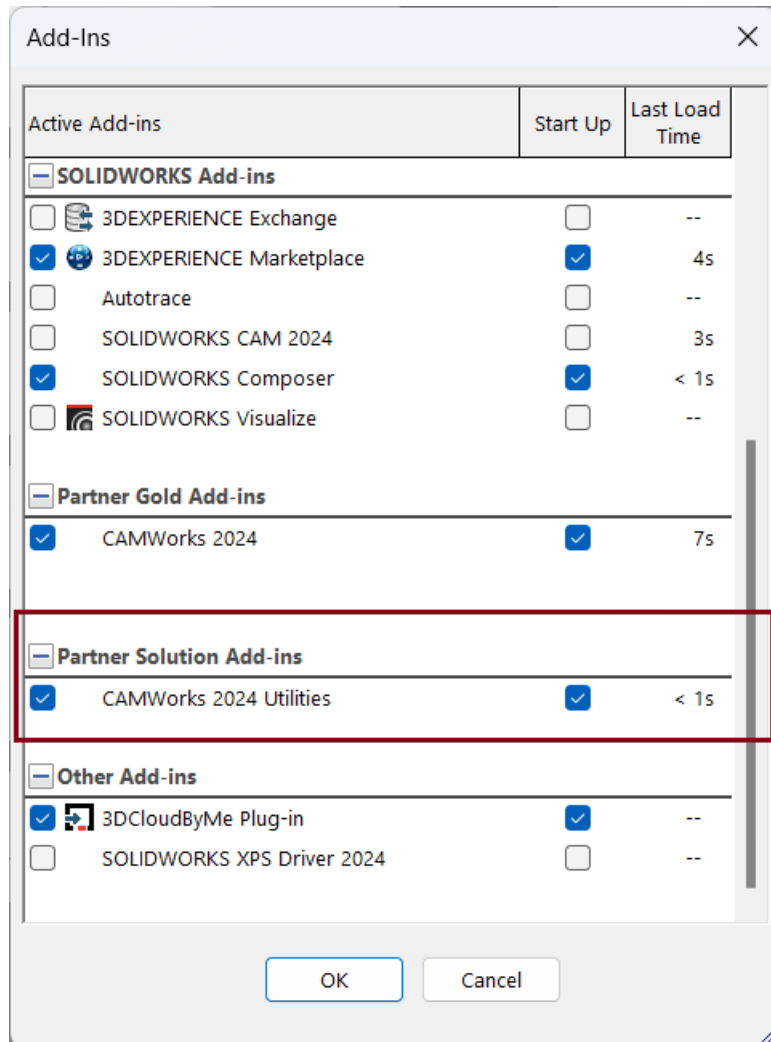 Add-Ins
Active Add-ins Start Up Last Load Time
SOLIDWORKS Add-ins
3DEXPERIENCE Exchange --
3DEXPERIENCE Marketplace 4s
Autotrace --
SOLIDWORKS CAM 2024 3s
SOLIDWORKS Composer < 1s
SOLIDWORKS Visualize --
Partner Gold Add-ins
CAMWorks 2024 7s
Partner Solution Add-ins
CAMWorks 2024 Utilities < 1s
Other Add-ins
3DCloudByMe Plug-in --
SOLIDWORKS XPS Driver 2024 --
OK Cancel